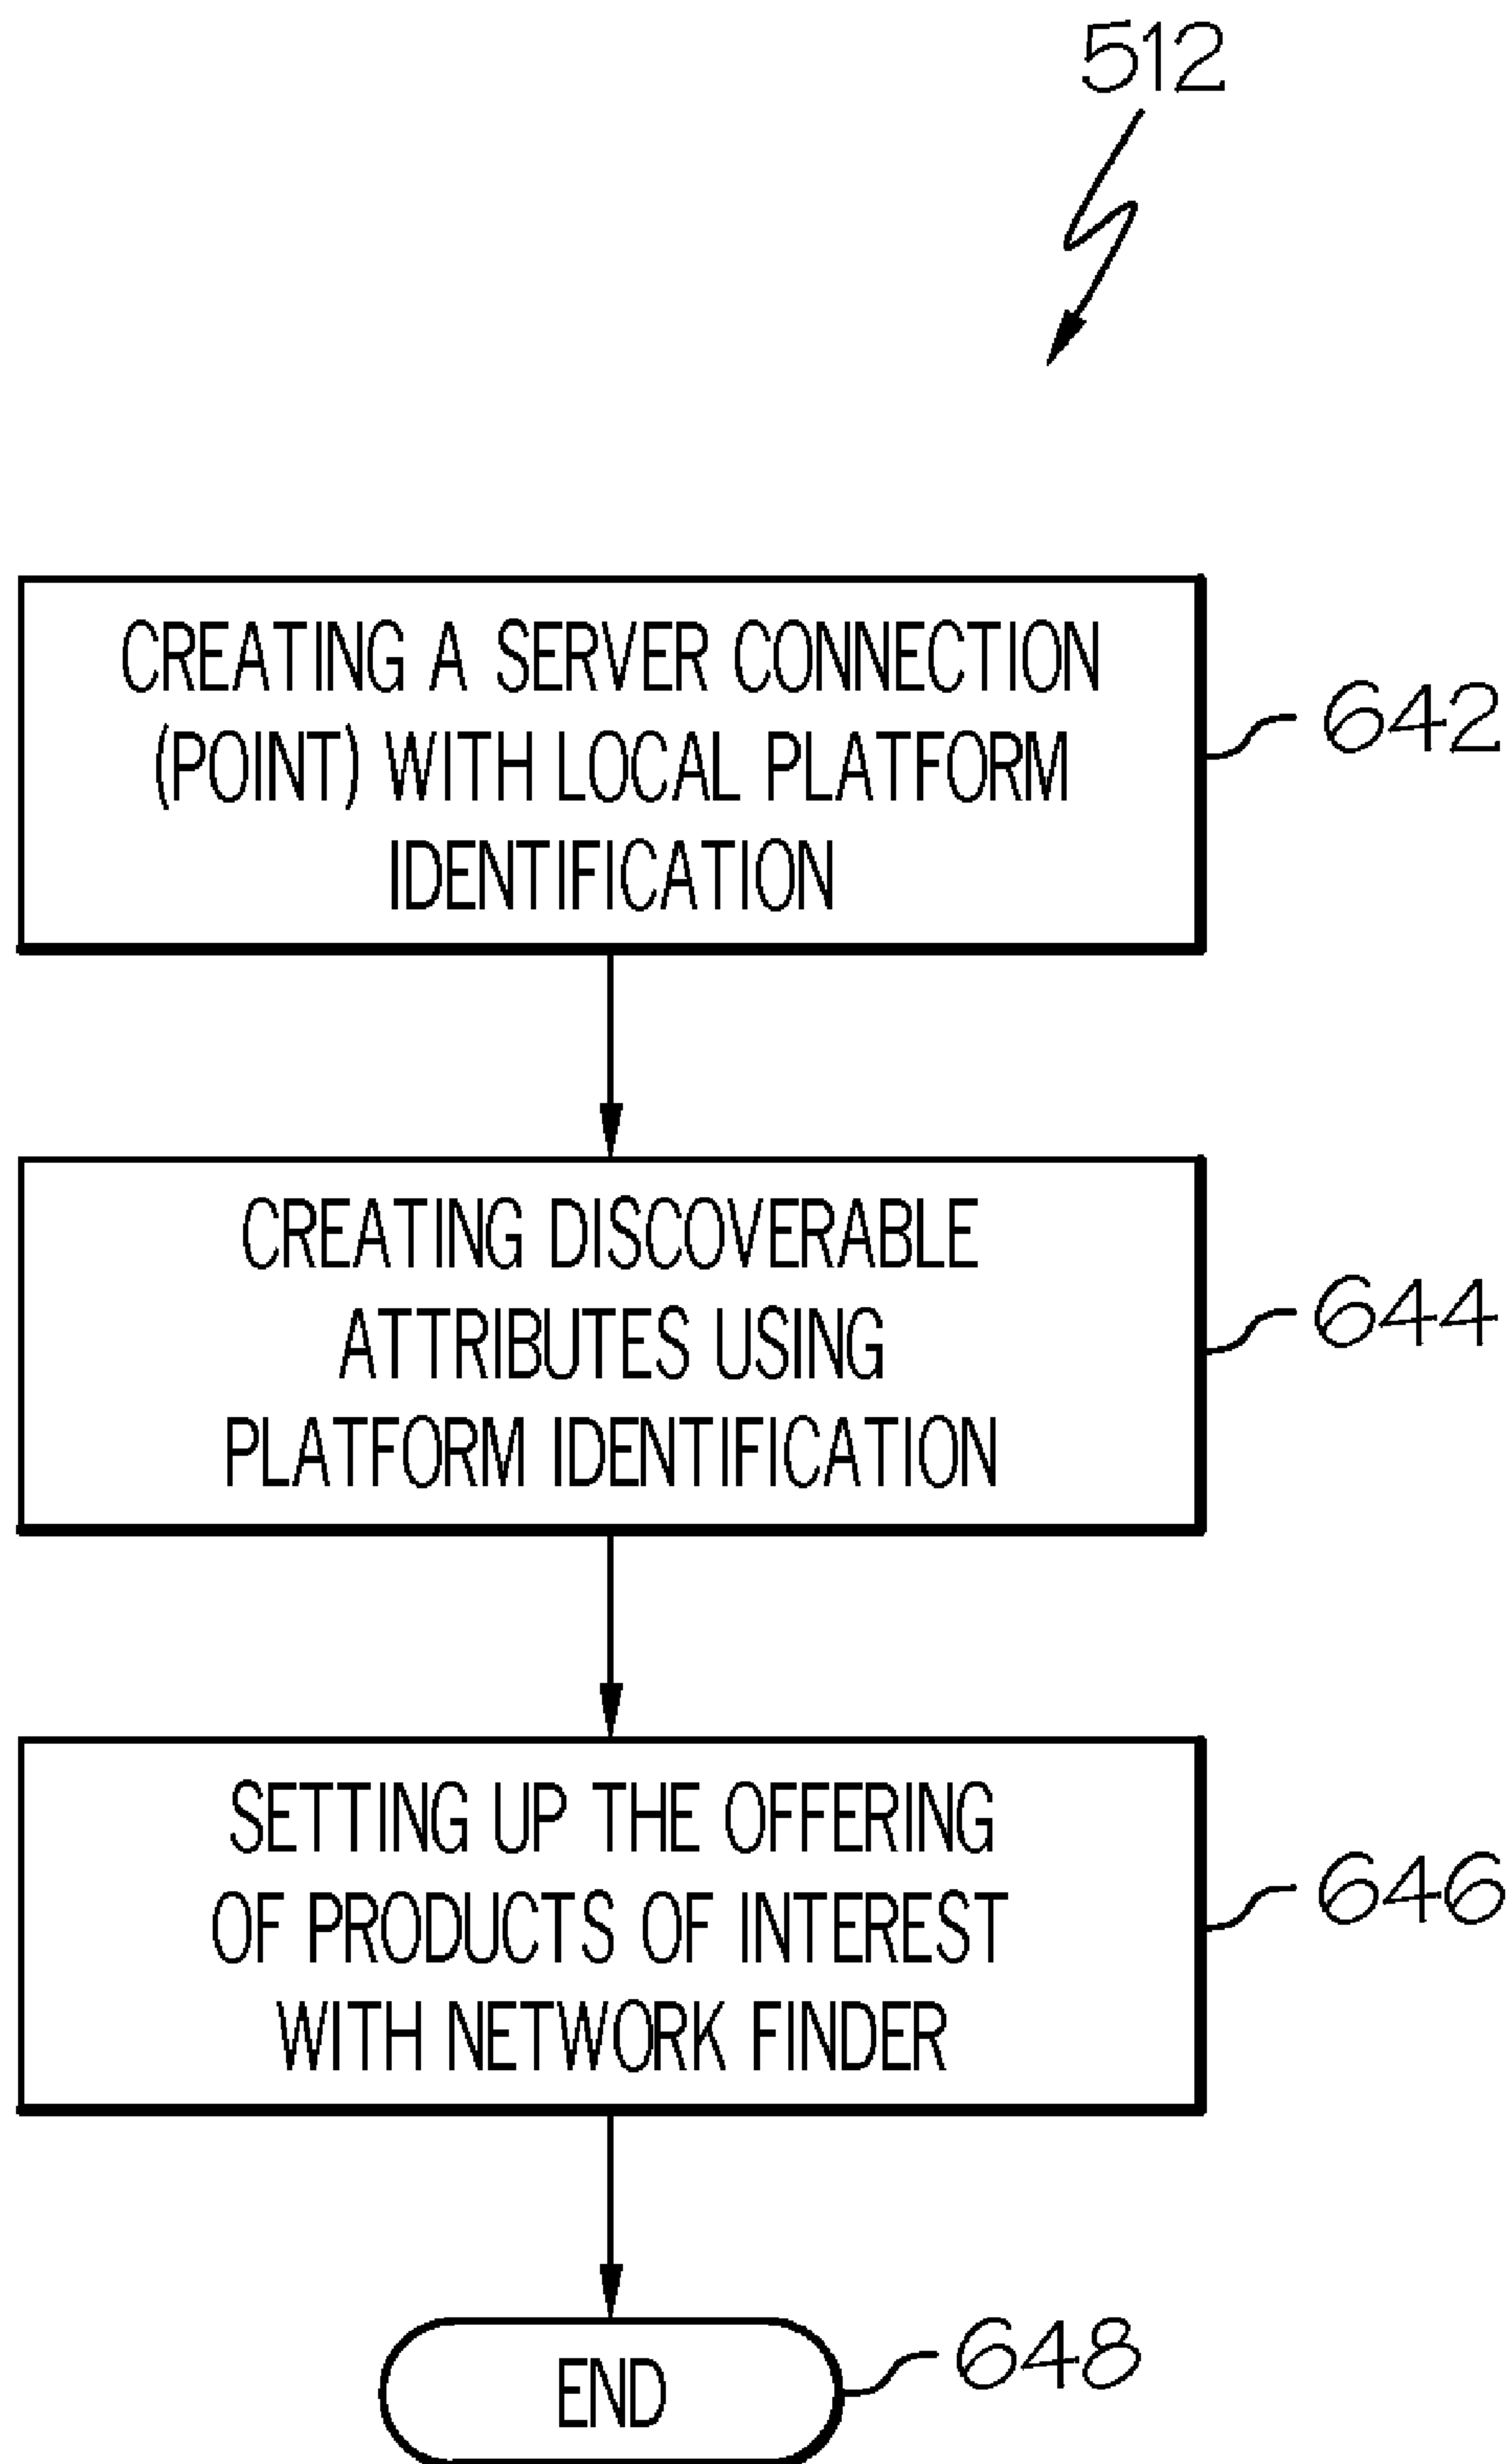 512
CREATING A SERVER CONNECTION
(POINT) WITH LOCAL PLATFORM
IDENTIFICATION
642
CREATING DISCOVERABLE
ATTRIBUTES USING
PLATFORM IDENTIFICATION
644
SETTING UP THE OFFERING
OF PRODUCTS OF INTEREST
WITH NETWORK FINDER
646
END
648